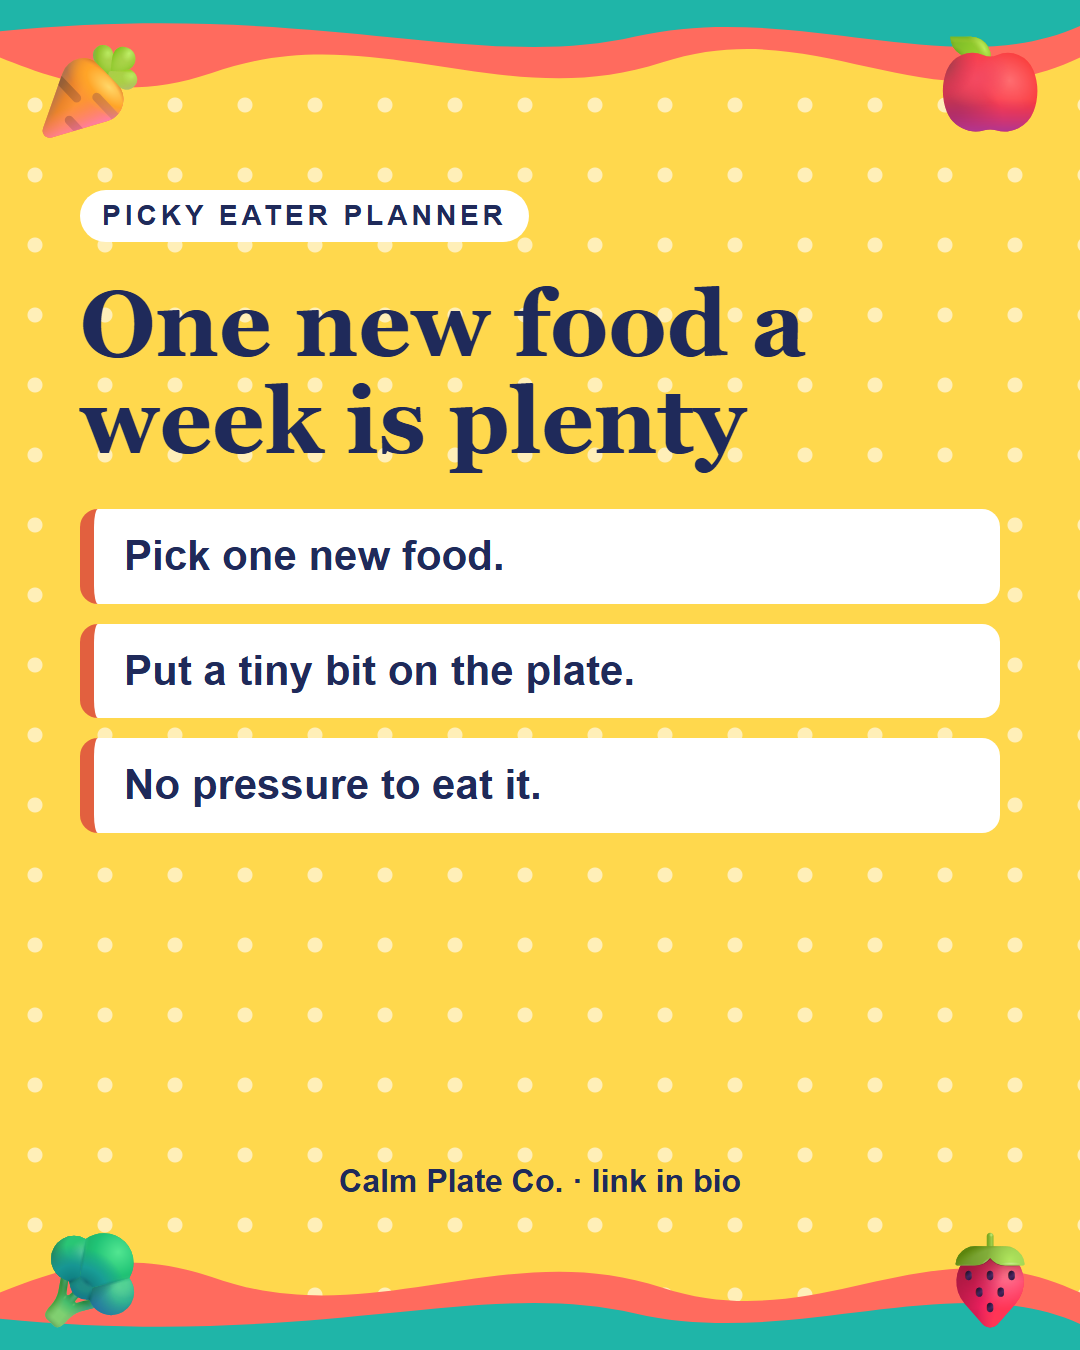 PICKY EATER PLANNER
One new food a
week is plenty
Pick one new food.
Put a tiny bit on the plate.
No pressure to eat it.
Calm Plate Co. · link in bio